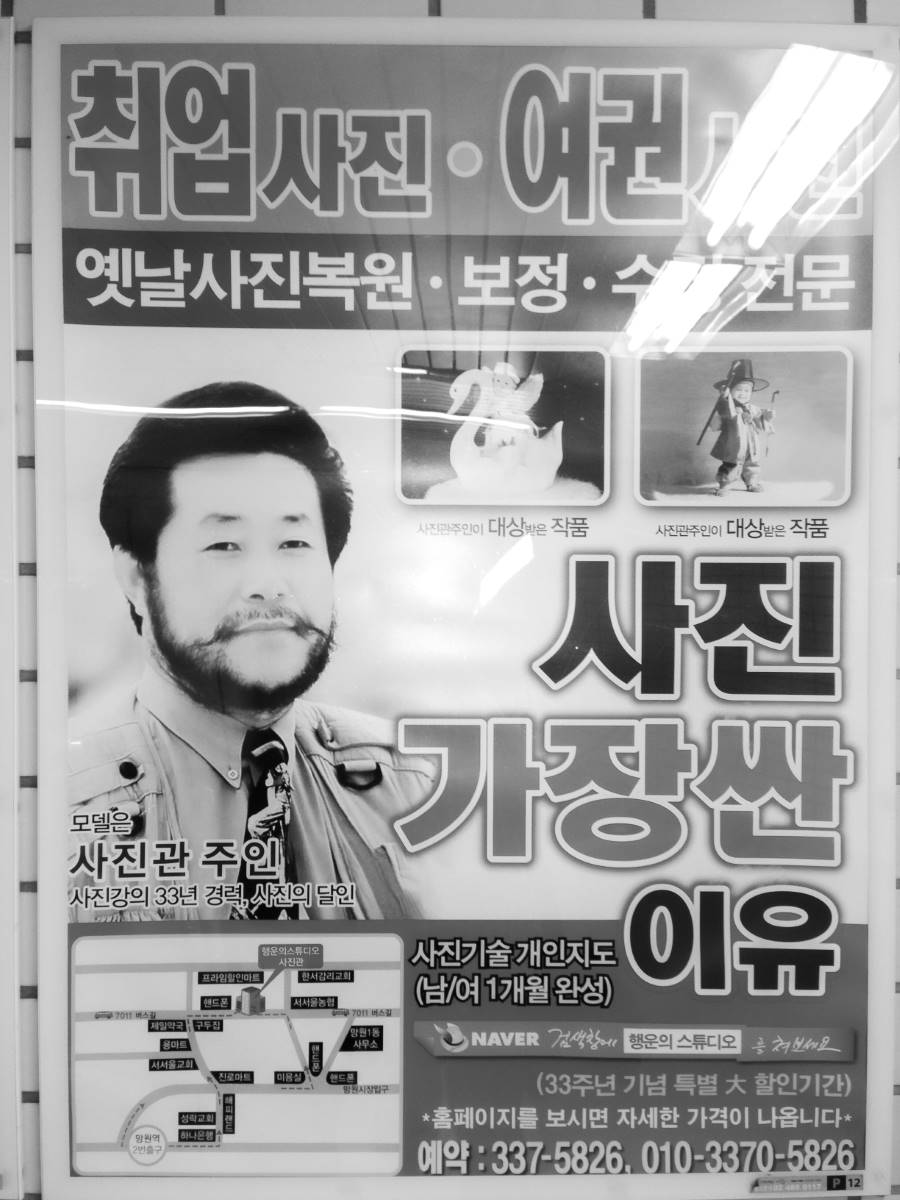 취업사진 · 여권
옛날사진복원 · 보정 · 전문
사진관주인이 대상받은 작품
사진관주인이 대상받은 작품
사진
가장싼
이유
모델은
사진관 주인
사진강의 33년 경력, 사진의 달인
사진기술 개인지도
(남/여 1개월 완성)
행운의스튜디오
사진관
프라임할인마트
한서감리교회
핸드폰
서서울농협
7011 버스길
7011 버스길
제일약국
구두집
망원1동
사무소
용마트
서서울교회
핸드폰
진로마트
미용실
핸드폰
망원시장입구
해피랜드
성락교회
하나은행
망원역
2번출구
NAVER 검색창에 행운의 스튜디오 를 쳐보세요
(33주년 기념 특별 大 할인기간)
*홈페이지를 보시면 자세한 가격이 나옵니다*
예약 : 337-5826, 010-3370-5826
P 12